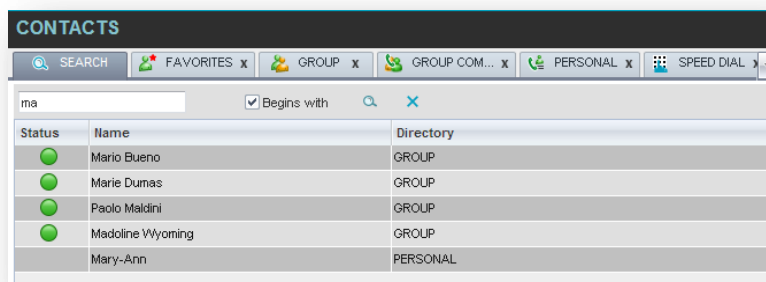 CONTACTS
SEARCH FAVORITES x GROUP x GROUP COM... x PERSONAL x SPEED DIAL
ma Begins with
Status Name Directory
Mario Bueno GROUP
Marie Dumas GROUP
Paolo Maldini GROUP
Madoline Wyoming GROUP
Mary-Ann PERSONAL